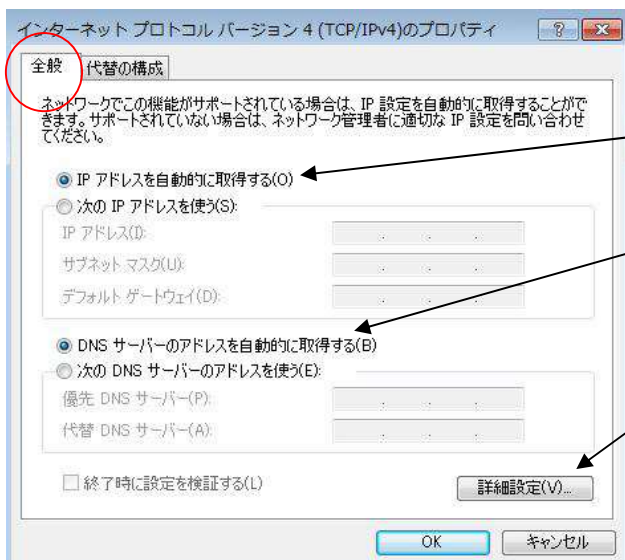 インターネット プロトコル バージョン 4 (TCP/IPv4)のプロパティ
全般
代替の構成
ネットワークでこの機能がサポートされている場合は、IP 設定を自動的に取得することがで
きます。サポートされていない場合は、ネットワーク管理者に適切な IP 設定を問い合わせ
てください。
IP アドレスを自動的に取得する(O)
次の IP アドレスを使う(S):
IP アドレス(I):
サブネット マスク(U):
デフォルト ゲートウェイ(D):
DNS サーバーのアドレスを自動的に取得する(B)
次の DNS サーバーのアドレスを使う(E):
優先 DNS サーバー(P):
代替 DNS サーバー(A):
終了時に設定を検証する(L)
詳細設定(V)...
OK
キャンセル